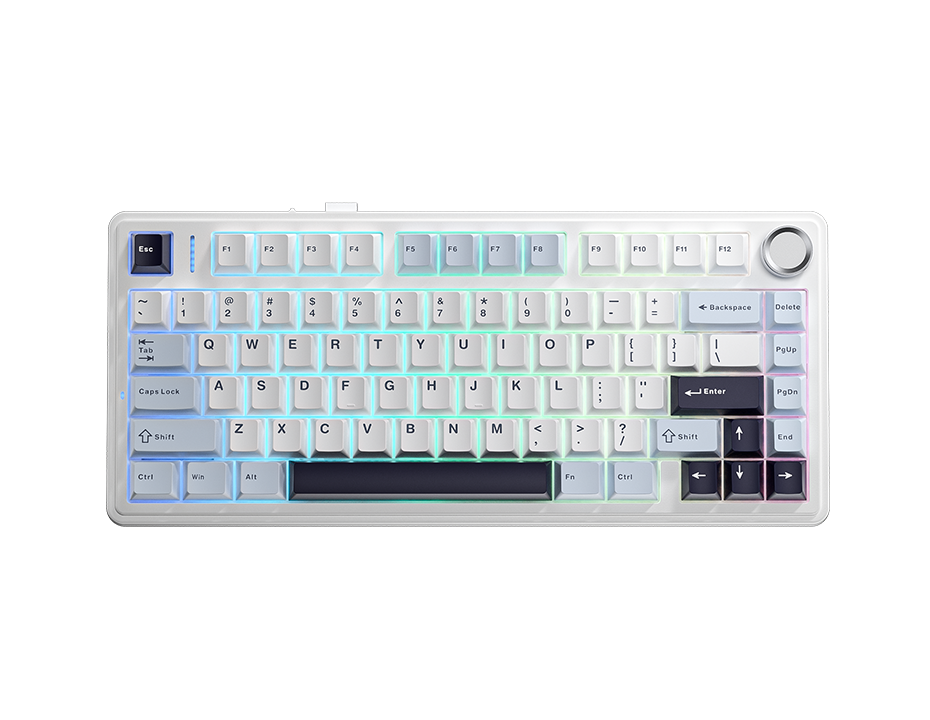 Esc F1 F2 F3 F4 F5 F6 F7 F8 F9 F10 F11 F12
~ ! @ # $ % ^ & * ( ) — +
` 1 2 3 4 5 6 7 8 9 0 - = ← Backspace Delete
Tab Q W E R T Y U I O P { [ } ] | \ PgUp
Caps Lock A S D F G H J K L : ; " ' Enter PgDn
Shift Z X C V B N M < , > . ? / Shift ↑ End
Ctrl Win Alt Fn Ctrl ← ↓ →